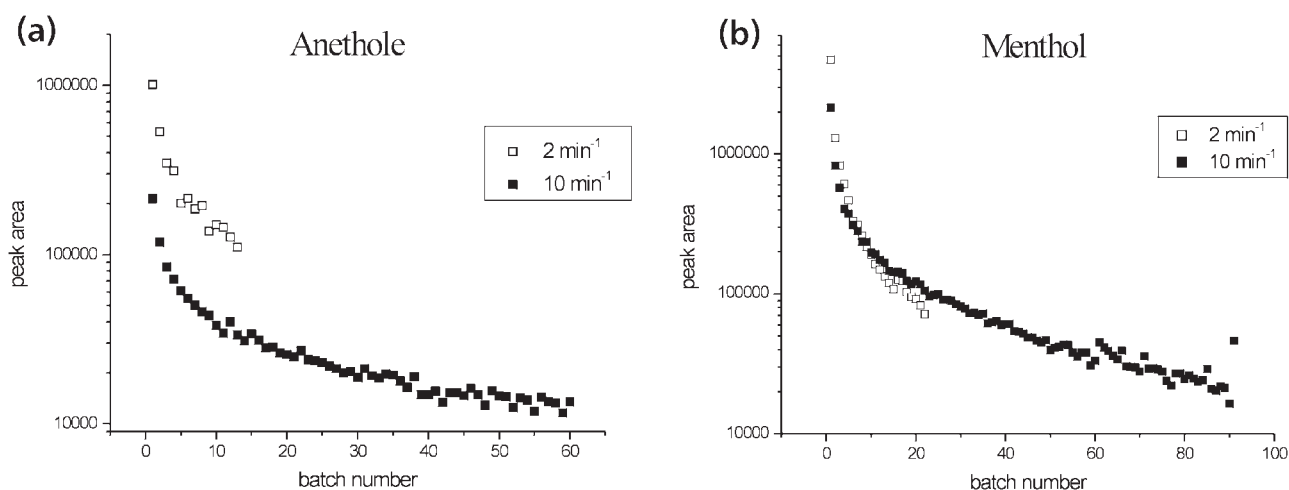 (a)
Anethole
1000000
100000
10000
peak area
2 min⁻¹
10 min⁻¹
0 10 20 30 40 50 60
batch number
(b)
Menthol
1000000
100000
10000
peak area
2 min⁻¹
10 min⁻¹
0 20 40 60 80 100
batch number